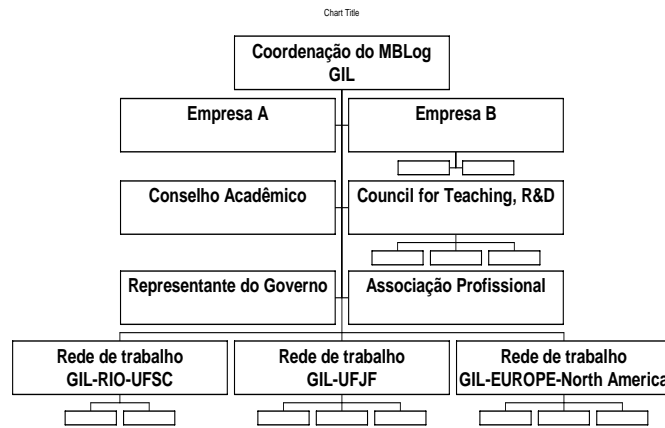 Chart Title
Coordenação do MBLog
GIL
Empresa A
Empresa B
Conselho Acadêmico
Council for Teaching, R&D
Representante do Governo
Associação Profissional
Rede de trabalho
GIL-RIO-UFSC
Rede de trabalho
GIL-UFJF
Rede de trabalho
GIL-EUROPE-North America